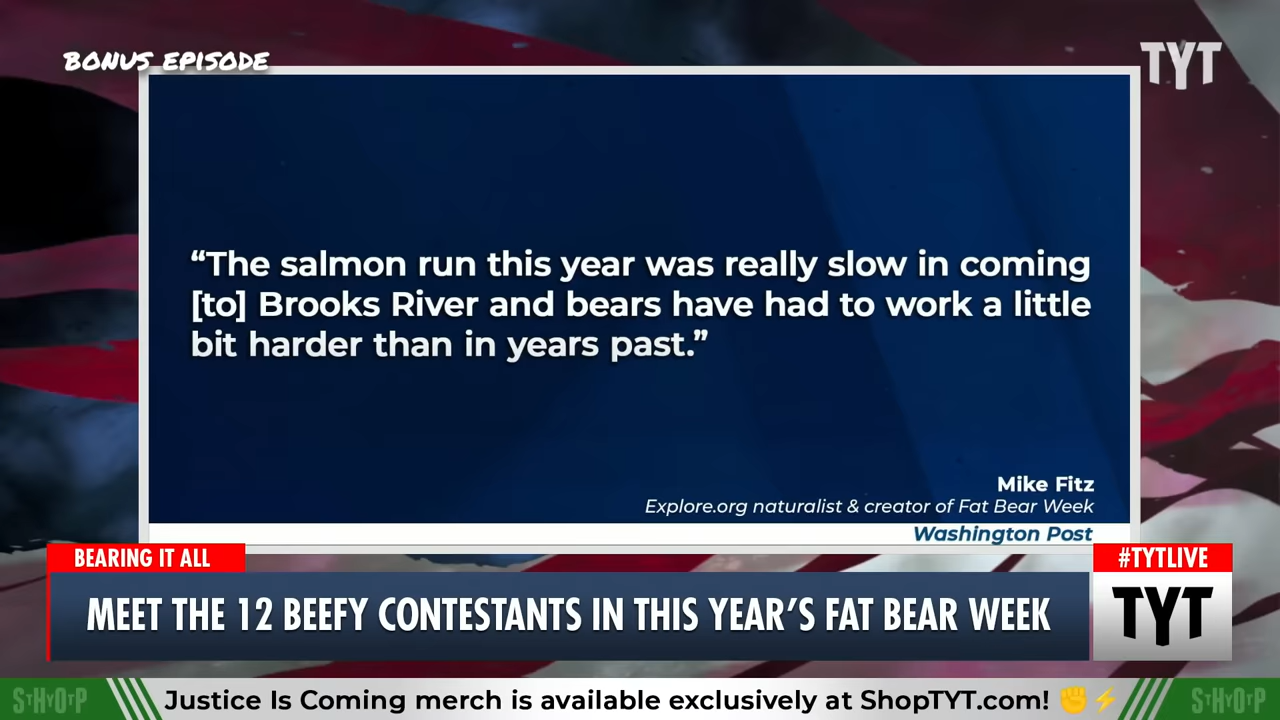 BONUS EPISODE
TYT
“The salmon run this year was really slow in coming
[to] Brooks River and bears have had to work a little
bit harder than in years past.”
Mike Fitz
Explore.org naturalist & creator of Fat Bear Week
Washington Post
BEARING IT ALL
#TYTLIVE
MEET THE 12 BEEFY CONTESTANTS IN THIS YEAR’S FAT BEAR WEEK
TYT
STHYOTP
Justice Is Coming merch is available exclusively at ShopTYT.com! ✊⚡
STHYOTP